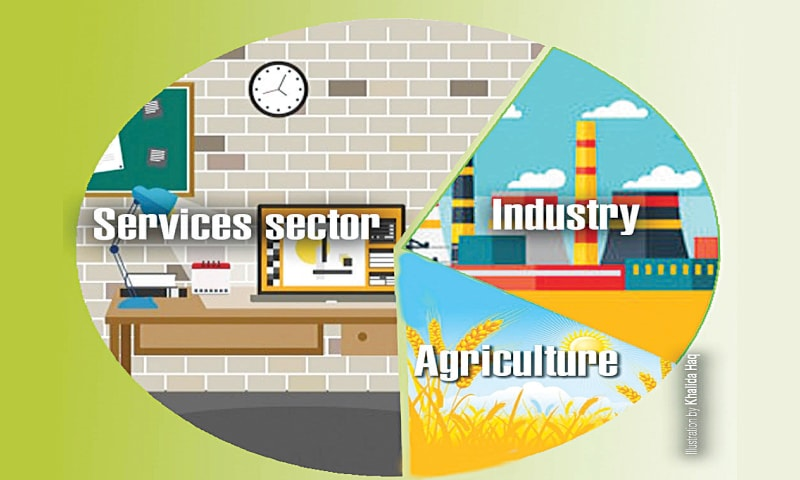 Services sector
Industry
Agriculture
Illustration by Khalida Haq